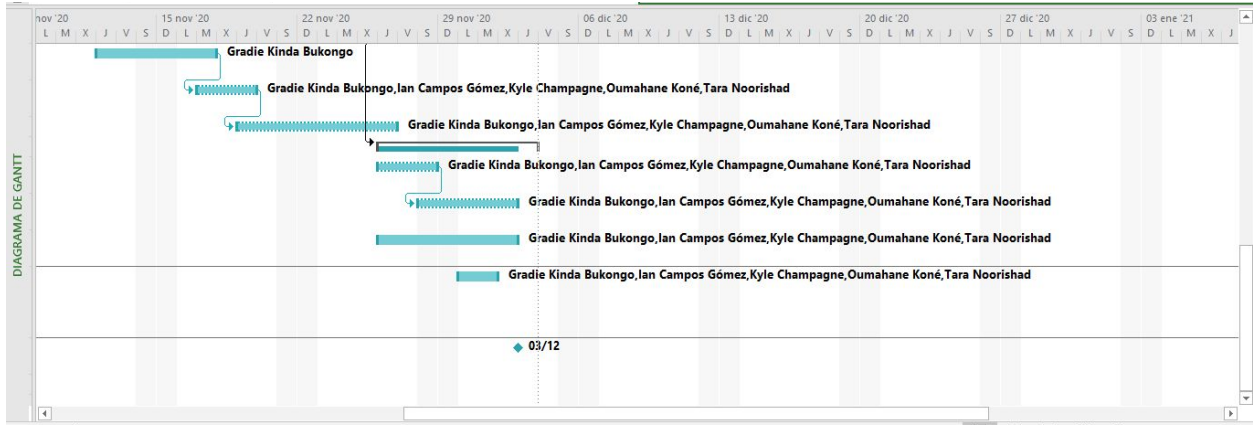 nov '20 15 nov '20 22 nov '20 29 nov '20 06 dic '20 13 dic '20 20 dic '20 27 dic '20 03 ene '21
L M X J V S D L M X J V S D L M X J V S D L M X J V S D L M X J V S D L M X J V S D L M X J V S D L M X J V S D L M X J
Gradie Kinda Bukongo
Gradie Kinda Bukongo,Ian Campos Gómez,Kyle Champagne,Oumahane Koné,Tara Noorishad
Gradie Kinda Bukongo,Ian Campos Gómez,Kyle Champagne,Oumahane Koné,Tara Noorishad
Gradie Kinda Bukongo,Ian Campos Gómez,Kyle Champagne,Oumahane Koné,Tara Noorishad
Gradie Kinda Bukongo,Ian Campos Gómez,Kyle Champagne,Oumahane Koné,Tara Noorishad
Gradie Kinda Bukongo,Ian Campos Gómez,Kyle Champagne,Oumahane Koné,Tara Noorishad
DIAGRAMA DE GANTT
Gradie Kinda Bukongo,Ian Campos Gómez,Kyle Champagne,Oumahane Koné,Tara Noorishad
03/12